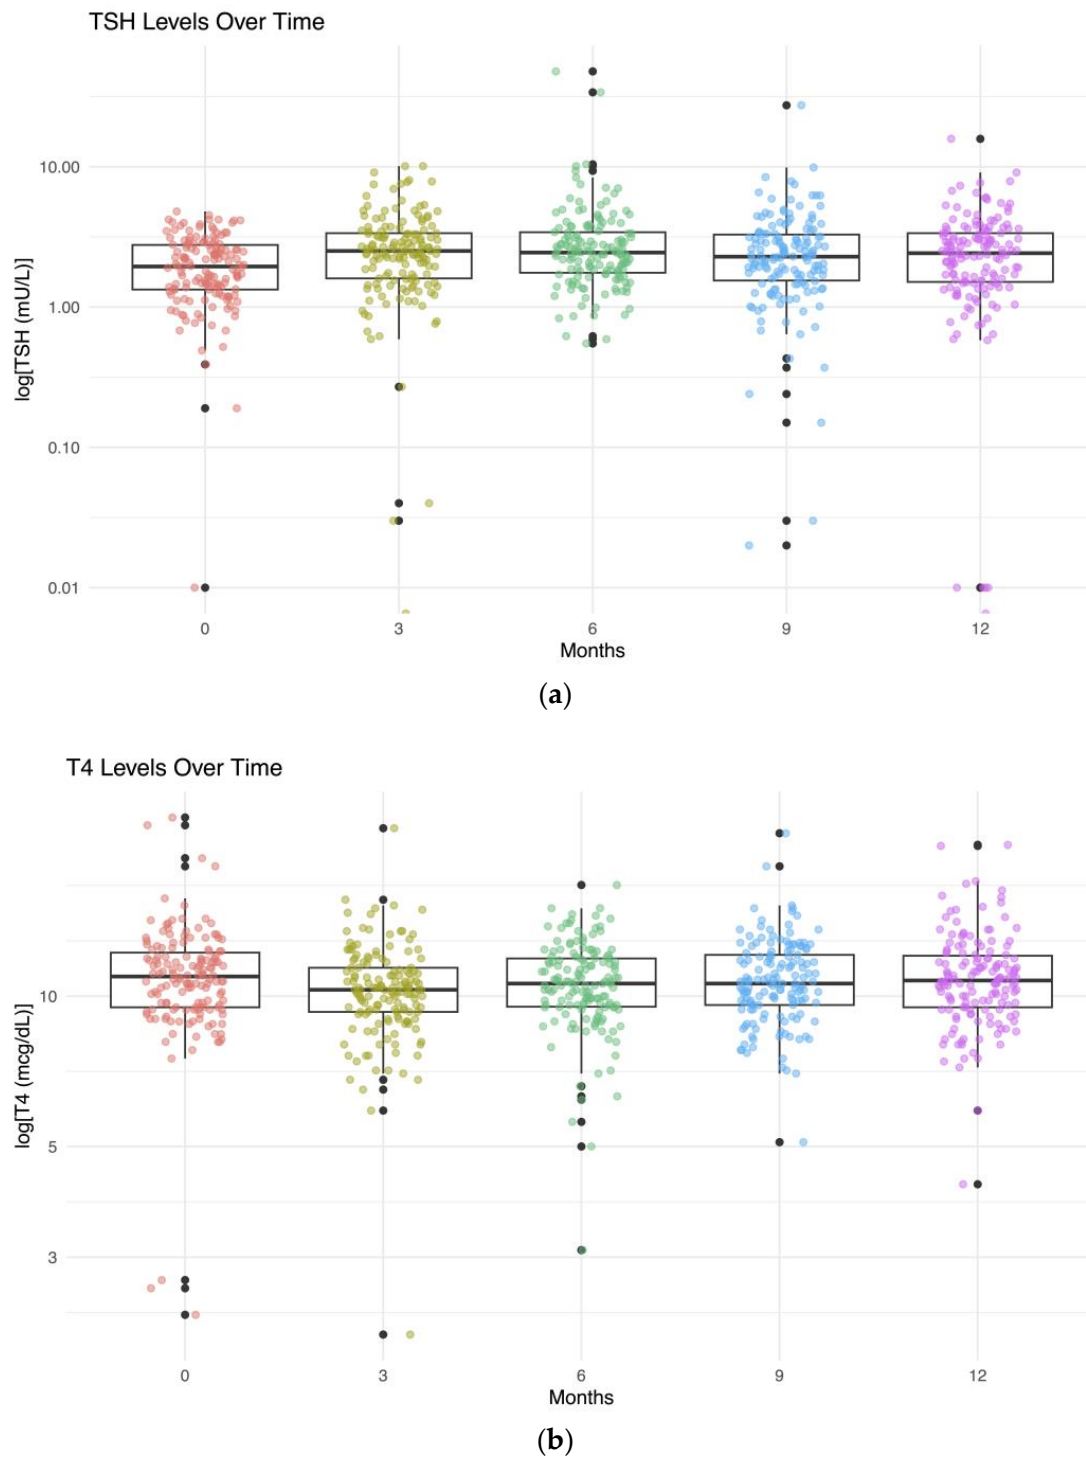 TSH Levels Over Time
log[TSH (mU/L)]
10.00
1.00
0.10
0.01
0 3 6 9 12
Months
(a)
T4 Levels Over Time
log[T4 (mcg/dL)]
10
5
3
0 3 6 9 12
Months
(b)